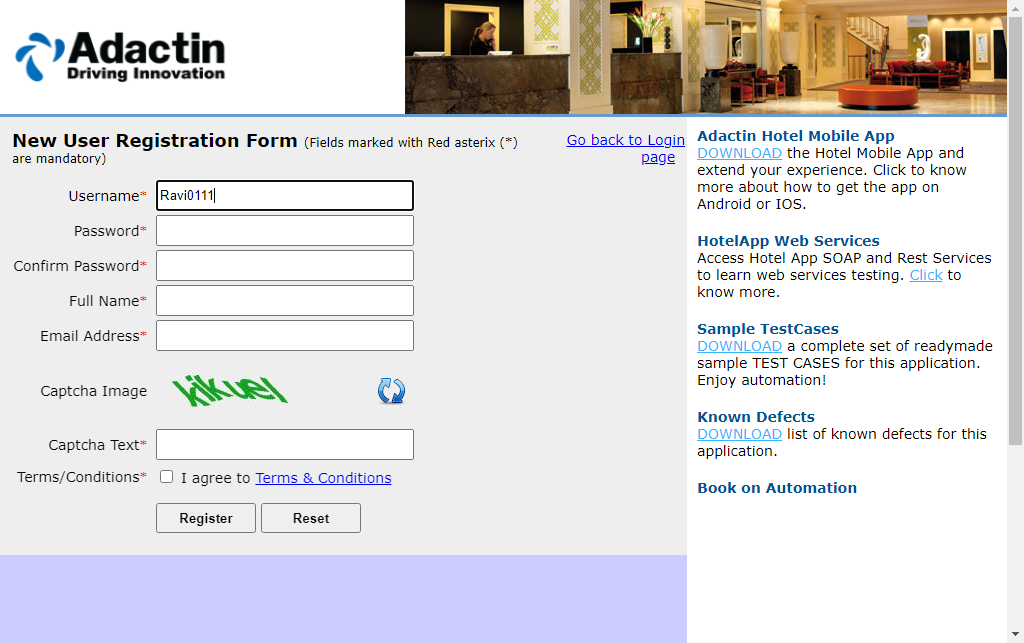 Adactin
Driving Innovation
New User Registration Form (Fields marked with Red asterix (*)
are mandatory)
Go back to Login
page
Username*
Ravi0111
Password*
Confirm Password*
Full Name*
Email Address*
Captcha Image
kikuel
Captcha Text*
Terms/Conditions*
I agree to Terms & Conditions
Register
Reset
Adactin Hotel Mobile App
DOWNLOAD the Hotel Mobile App and
extend your experience. Click to know
more about how to get the app on
Android or IOS.
HotelApp Web Services
Access Hotel App SOAP and Rest Services
to learn web services testing. Click to
know more.
Sample TestCases
DOWNLOAD a complete set of readymade
sample TEST CASES for this application.
Enjoy automation!
Known Defects
DOWNLOAD list of known defects for this
application.
Book on Automation